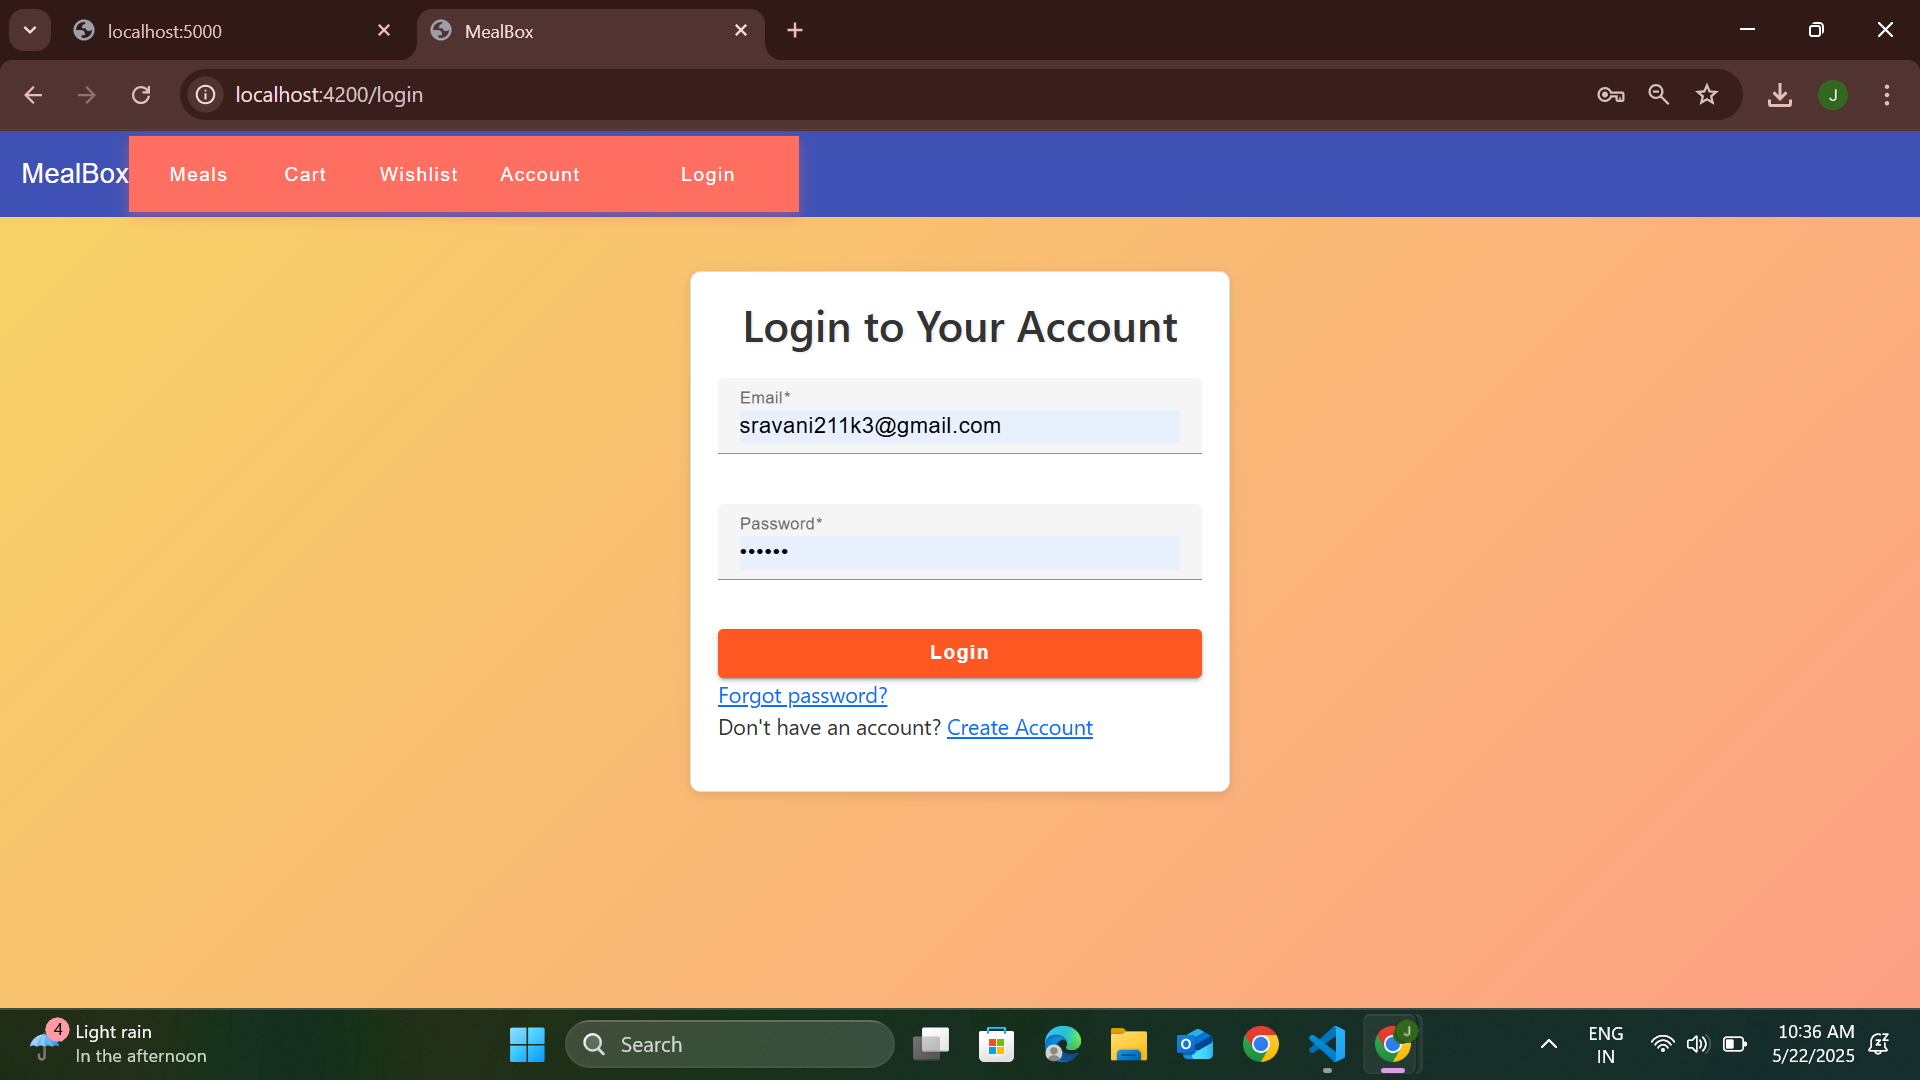 localhost:5000
MealBox
localhost:4200/login
J
MealBox
Meals Cart Wishlist Account Login
Login to Your Account
Email*
sravani211k3@gmail.com
Password*
••••••
Login
Forgot password?
Don't have an account? Create Account
4
Light rain
In the afternoon
Search
J
ENG
IN
10:36 AM
5/22/2025